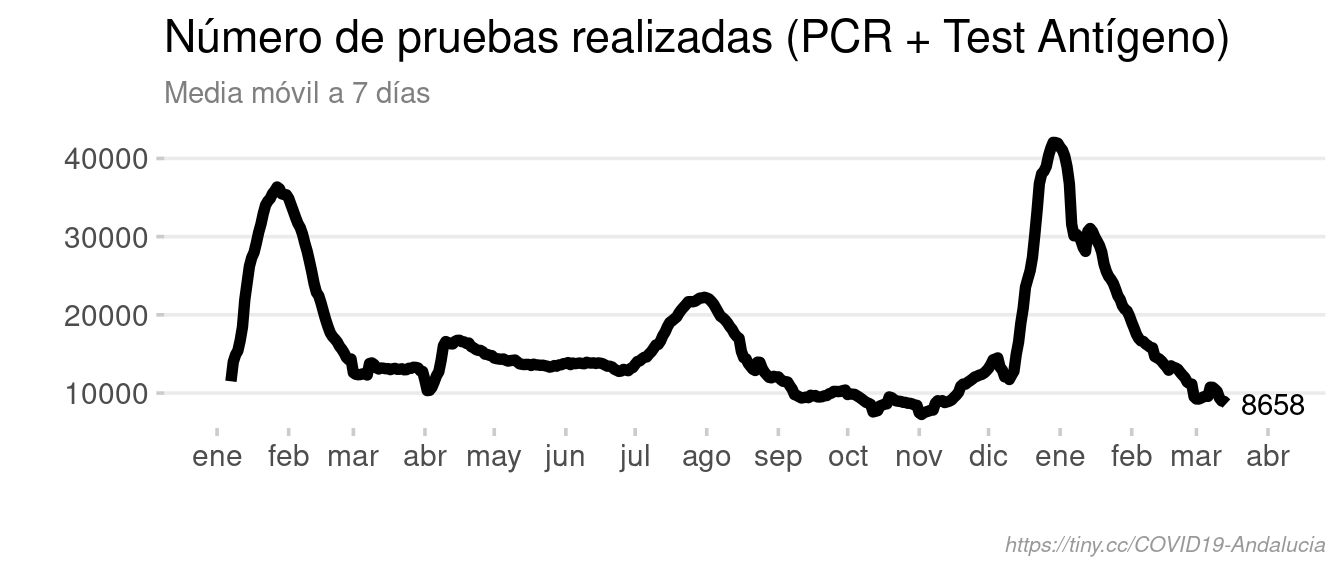 Número de pruebas realizadas (PCR + Test Antígeno)
Media móvil a 7 días
40000
30000
20000
10000
8658
ene feb mar abr may jun jul ago sep oct nov dic ene feb mar abr
https://tiny.cc/COVID19-Andalucia